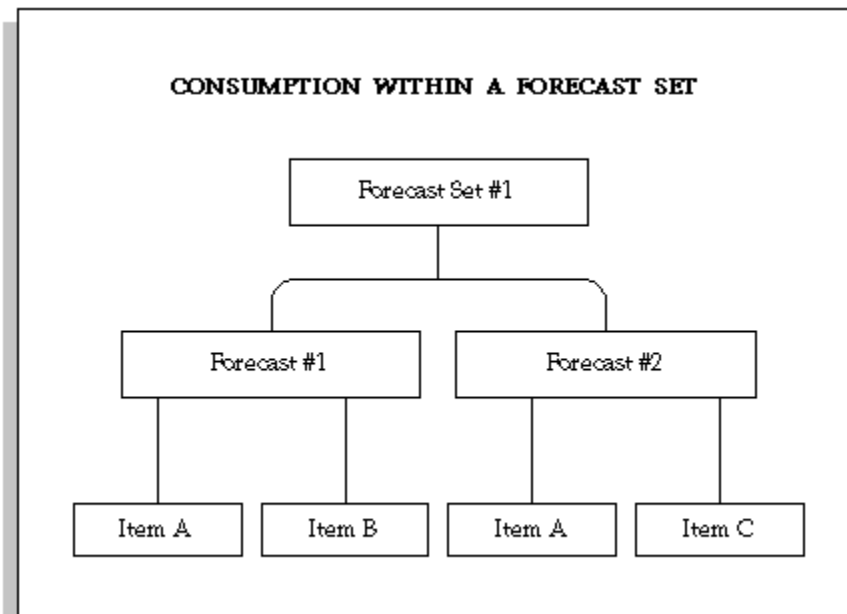 CONSUMPTION WITHIN A FORECAST SET
Forecast Set #1
Forecast #1
Forecast #2
Item A
Item B
Item A
Item C